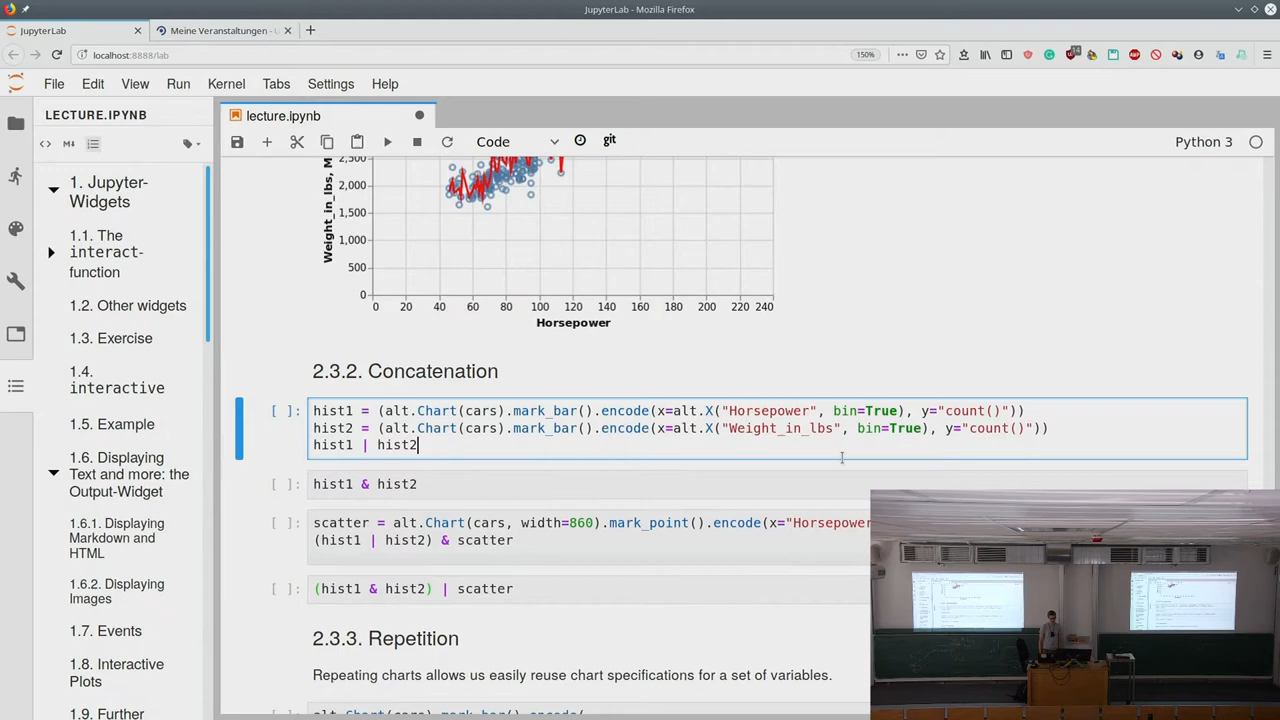 JupyterLab - Mozilla Firefox
JupyterLab
Meine Veranstaltungen -
localhost:8888/lab
150%
14
ABP
File Edit View Run Kernel Tabs Settings Help
LECTURE.IPYNB
lecture.ipynb
Code
git
Python 3
1. Jupyter-
Widgets
1.1. The
interact-
function
1.2. Other widgets
1.3. Exercise
1.4.
interactive
1.5. Example
1.6. Displaying
Text and more: the
Output-Widget
1.6.1. Displaying
Markdown and
HTML
1.6.2. Displaying
Images
1.7. Events
1.8. Interactive
Plots
1.9. Further
Weight_in_lbs, M
2,500
2,000
1,500
1,000
500
0
0 20 40 60 80 100 120 140 160 180 200 220 240
Horsepower
2.3.2. Concatenation
[ ]: hist1 = (alt.Chart(cars).mark_bar().encode(x=alt.X("Horsepower", bin=True), y="count()"))
hist2 = (alt.Chart(cars).mark_bar().encode(x=alt.X("Weight_in_lbs", bin=True), y="count()"))
hist1 | hist2
[ ]: hist1 & hist2
[ ]: scatter = alt.Chart(cars, width=860).mark_point().encode(x="Horsepower
(hist1 | hist2) & scatter
[ ]: (hist1 & hist2) | scatter
2.3.3. Repetition
Repeating charts allows us easily reuse chart specifications for a set of variables.